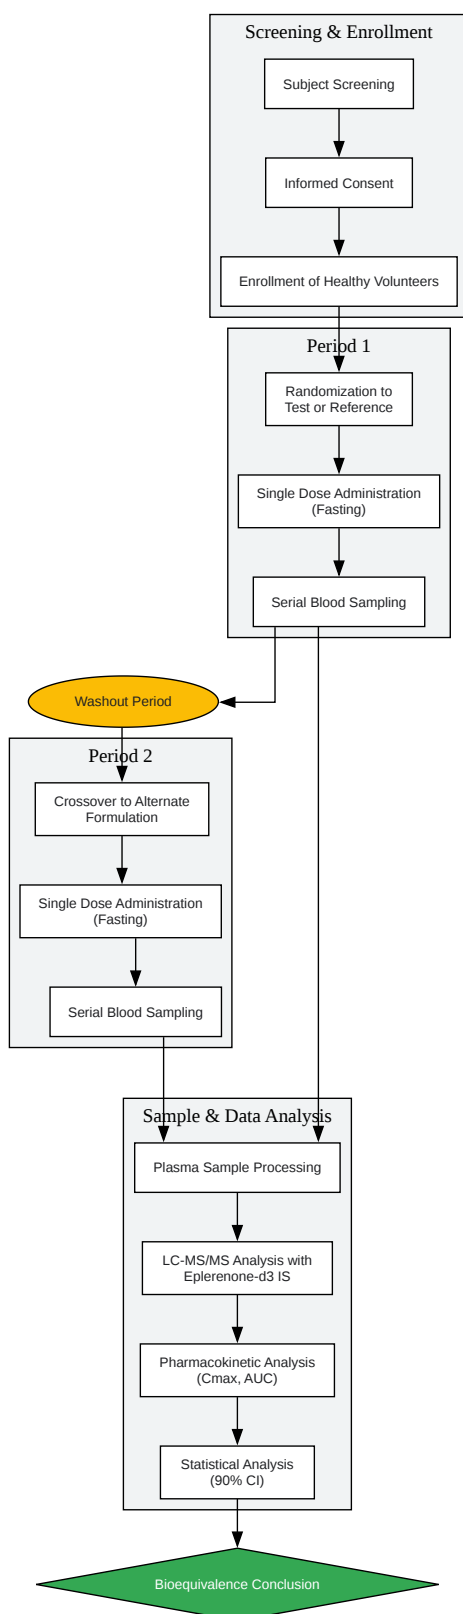 Screening & Enrollment
Subject Screening
Informed Consent
Enrollment of Healthy Volunteers
Period 1
Randomization to
Test or Reference
Single Dose Administration
(Fasting)
Serial Blood Sampling
Washout Period
Period 2
Crossover to Alternate
Formulation
Single Dose Administration
(Fasting)
Serial Blood Sampling
Sample & Data Analysis
Plasma Sample Processing
LC-MS/MS Analysis with
Eplerenone-d3 IS
Pharmacokinetic Analysis
(Cmax, AUC)
Statistical Analysis
(90% CI)
Bioequivalence Conclusion